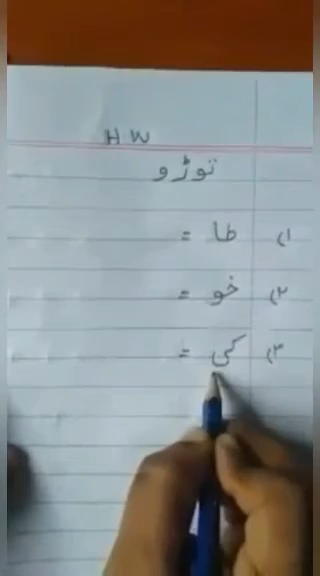 HW
توڑو
۱) طا =
۲) خو =
۳) کی =